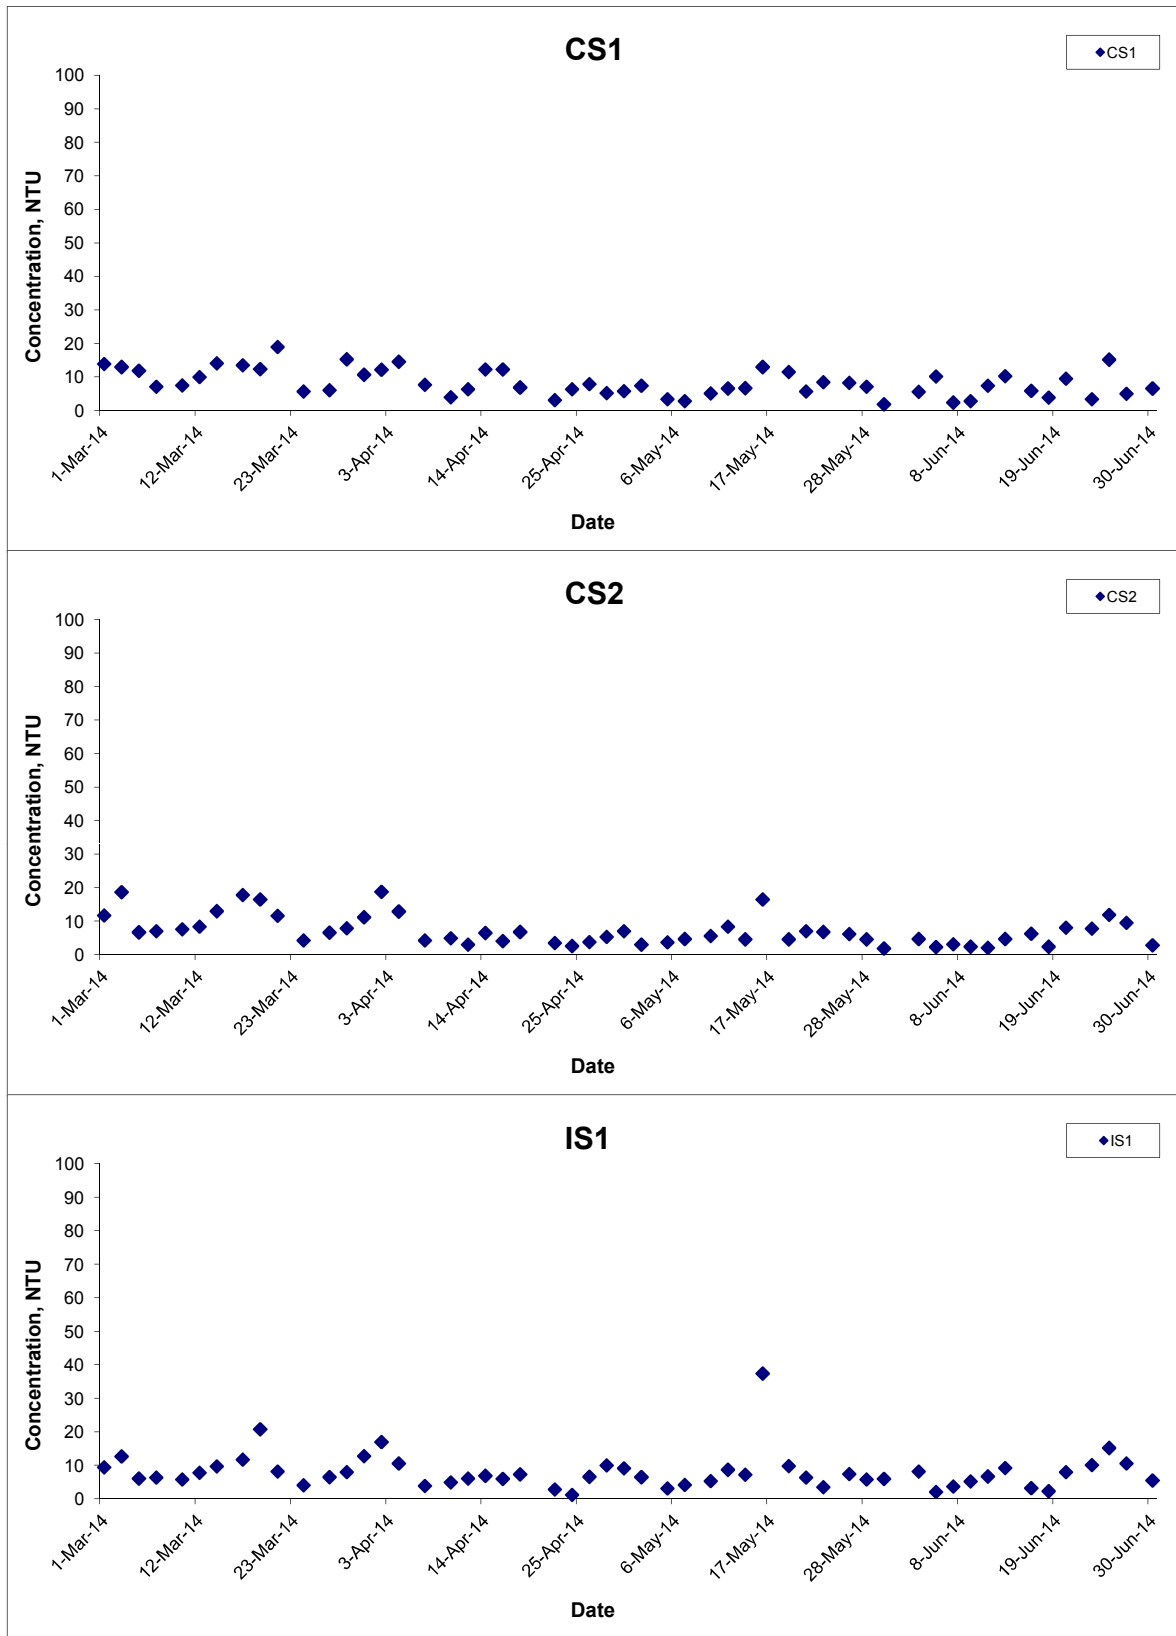 CS1
CS1
100
90
80
70
60
50
40
30
20
10
0
Concentration, NTU
1-Mar-14 12-Mar-14 23-Mar-14 3-Apr-14 14-Apr-14 25-Apr-14 6-May-14 17-May-14 28-May-14 8-Jun-14 19-Jun-14 30-Jun-14
Date
CS2
CS2
100
90
80
70
60
50
40
30
20
10
0
Concentration, NTU
1-Mar-14 12-Mar-14 23-Mar-14 3-Apr-14 14-Apr-14 25-Apr-14 6-May-14 17-May-14 28-May-14 8-Jun-14 19-Jun-14 30-Jun-14
Date
IS1
IS1
100
90
80
70
60
50
40
30
20
10
0
Concentration, NTU
1-Mar-14 12-Mar-14 23-Mar-14 3-Apr-14 14-Apr-14 25-Apr-14 6-May-14 17-May-14 28-May-14 8-Jun-14 19-Jun-14 30-Jun-14
Date